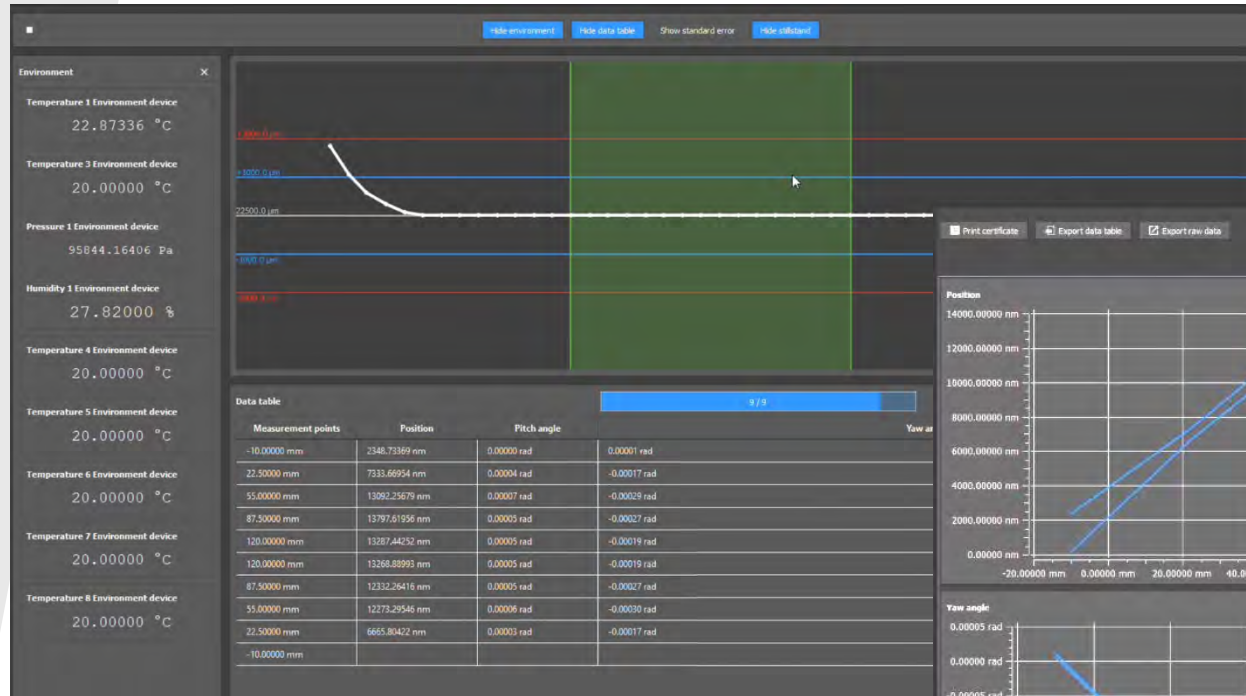 Hide environment
Hide data table
Show standard error
Hide stillstand
Environment
Temperature 1 Environment device
22.87336 °C
Temperature 3 Environment device
20.00000 °C
Pressure 1 Environment device
95844.16406 Pa
Humidity 1 Environment device
27.82000 %
Temperature 4 Environment device
20.00000 °C
Temperature 5 Environment device
20.00000 °C
Temperature 6 Environment device
20.00000 °C
Temperature 7 Environment device
20.00000 °C
Temperature 8 Environment device
20.00000 °C
22500.0 µm
Data table
9 / 9
Measurement points Position Pitch angle Yaw
-10.00000 mm 2348.73369 nm 0.00000 rad 0.00001 rad
22.50000 mm 7333.66954 nm 0.00004 rad -0.00017 rad
55.00000 mm 13092.25679 nm 0.00007 rad -0.00029 rad
87.50000 mm 13797.61956 nm 0.00005 rad -0.00027 rad
120.00000 mm 13287.44252 nm 0.00005 rad -0.00019 rad
120.00000 mm 13268.88993 nm 0.00005 rad -0.00019 rad
87.50000 mm 12332.26416 nm 0.00005 rad -0.00027 rad
55.00000 mm 12273.29546 nm 0.00006 rad -0.00030 rad
22.50000 mm 6665.80422 nm 0.00003 rad -0.00017 rad
-10.00000 mm
Print certificate
Export data table
Export raw data
Position
14000.00000 nm
12000.00000 nm
10000.00000 nm
8000.00000 nm
6000.00000 nm
4000.00000 nm
2000.00000 nm
0.00000 nm
-20.00000 mm 0.00000 mm 20.00000 mm
Yaw angle
0.00005 rad
0.00000 rad
-0.00005 rad